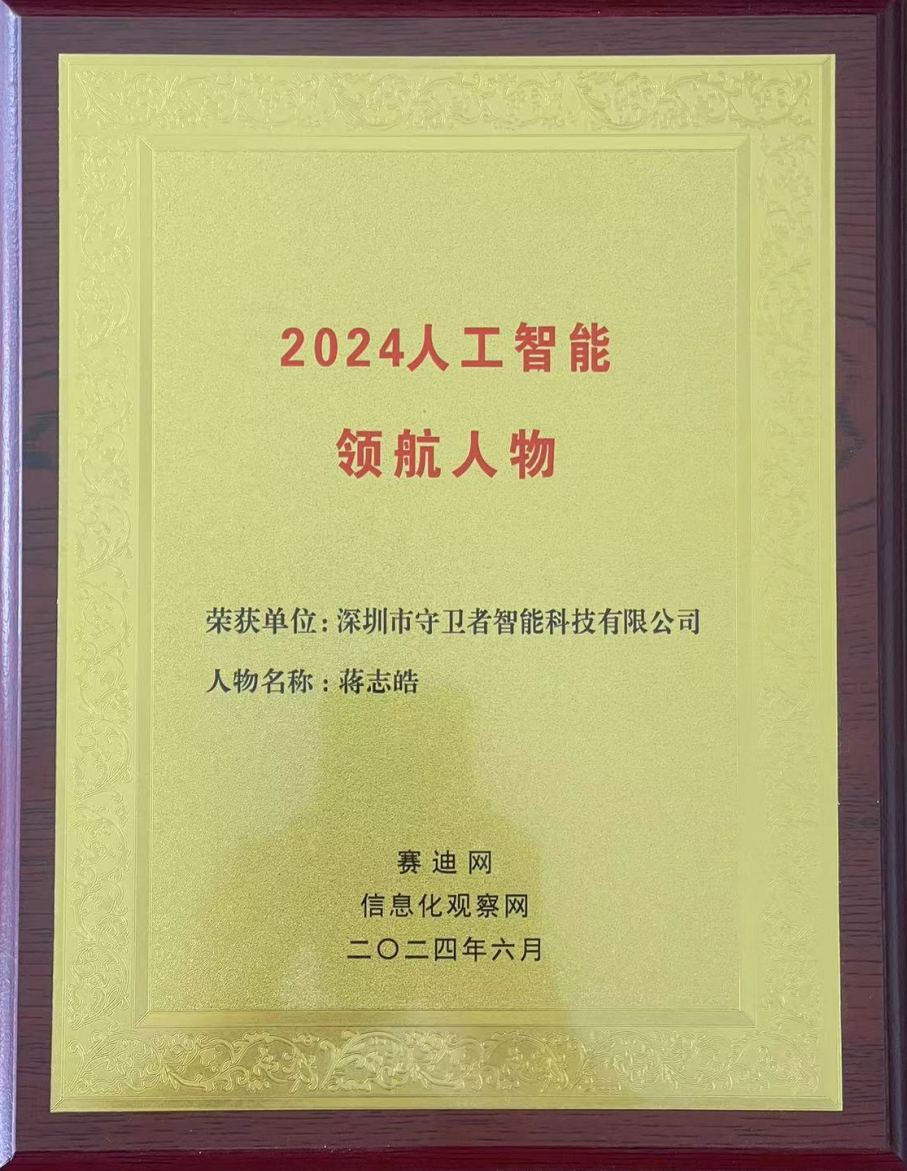 2024人工智能
领航人物
荣获单位:深圳市守卫者智能科技有限公司
人物名称:蒋志皓
赛迪网
信息化观察网
二〇二四年六月